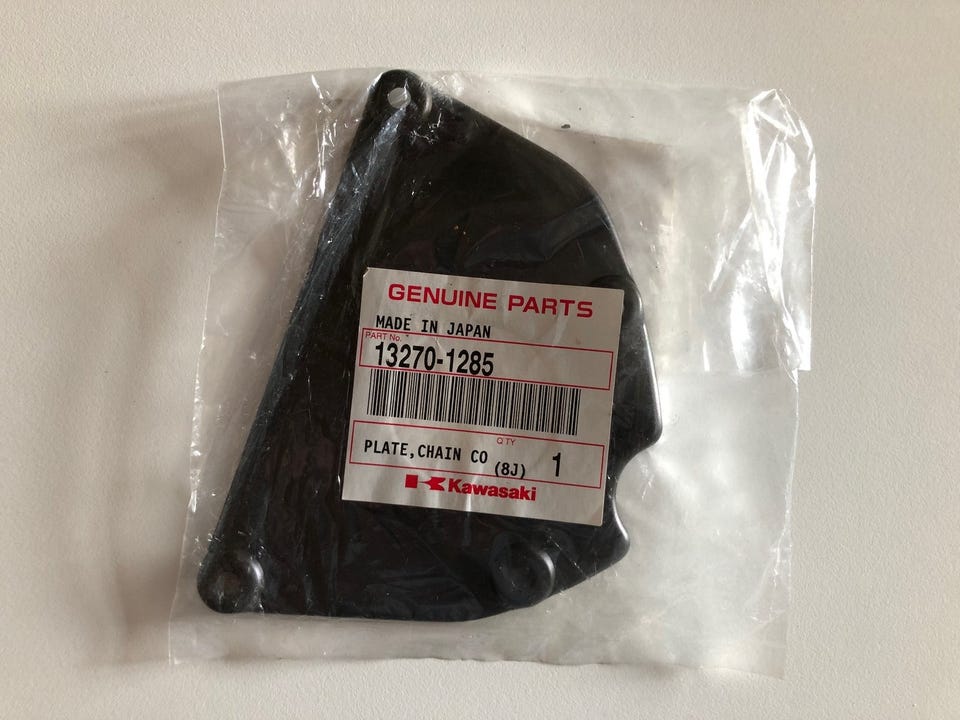 GENUINE PARTS
MADE IN JAPAN
PART No.
13270-1285
QTY
PLATE,CHAIN CO (8J) 1
Kawasaki